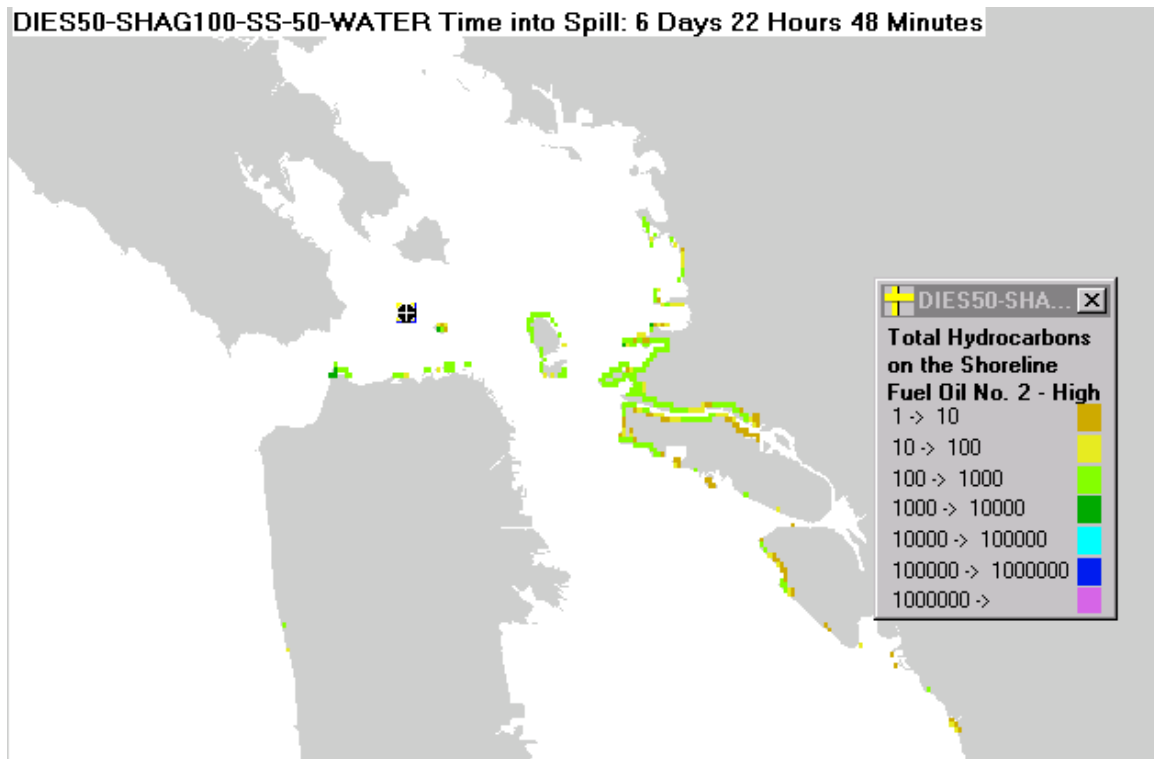 DIES50-SHAG100-SS-50-WATER Time into Spill: 6 Days 22 Hours 48 Minutes
DIES50-SHA...
Total Hydrocarbons
on the Shoreline
Fuel Oil No. 2 - High
1 -> 10
10 -> 100
100 -> 1000
1000 -> 10000
10000 -> 100000
100000 -> 1000000
1000000 ->